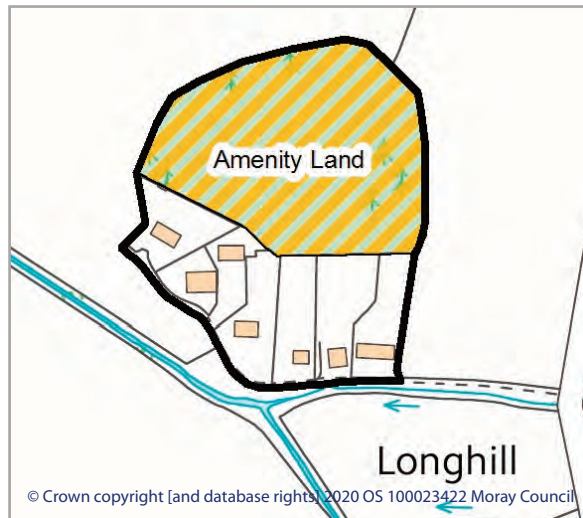 Amenity Land
Longhill
© Crown copyright [and database rights] 2020 OS 100023422 Moray Council